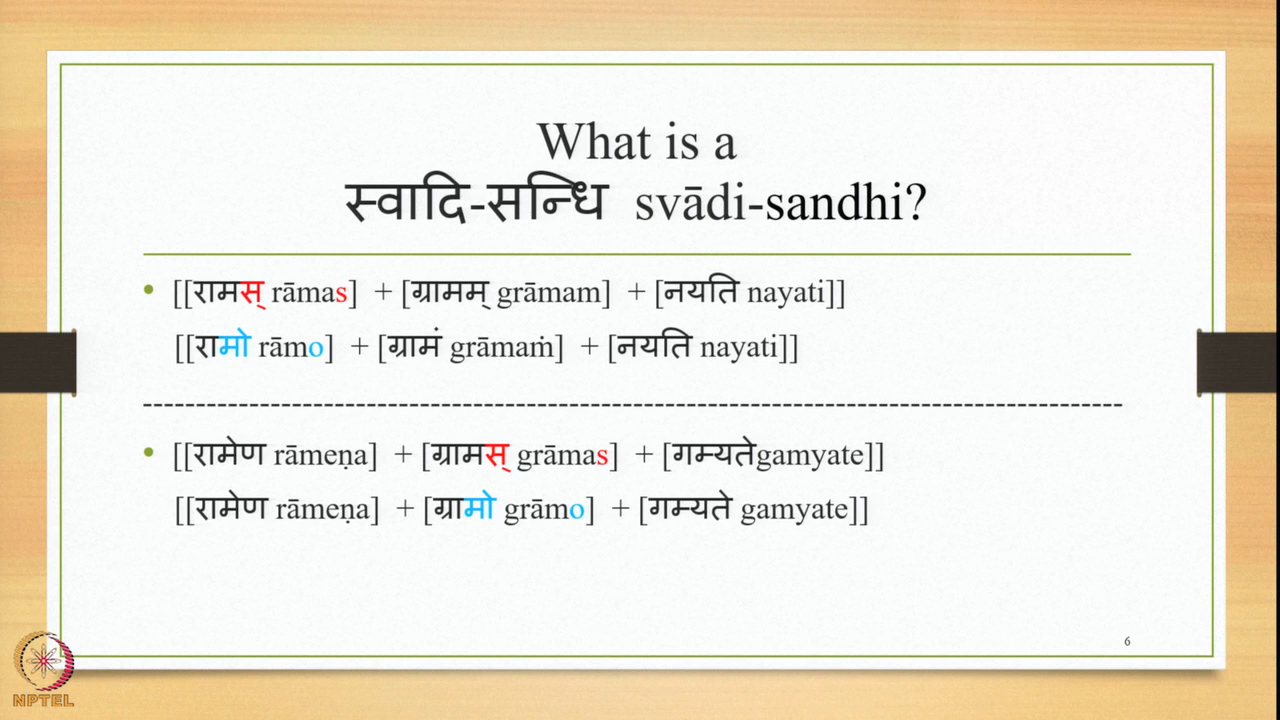 What is a
स्वादि-सन्धि svādi-sandhi?
• [[रामस् rāmas] + [ग्रामम् grāmam] + [नयति nayati]]
[[रामो rāmo] + [ग्रामं grāmaṁ] + [नयति nayati]]
-------------------------------------------------------------------------------------------
• [[रामेण rāmeṇa] + [ग्रामस् grāmas] + [गम्यतेgamyate]]
[[रामेण rāmeṇa] + [ग्रामो grāmo] + [गम्यते gamyate]]
6
NPTEL